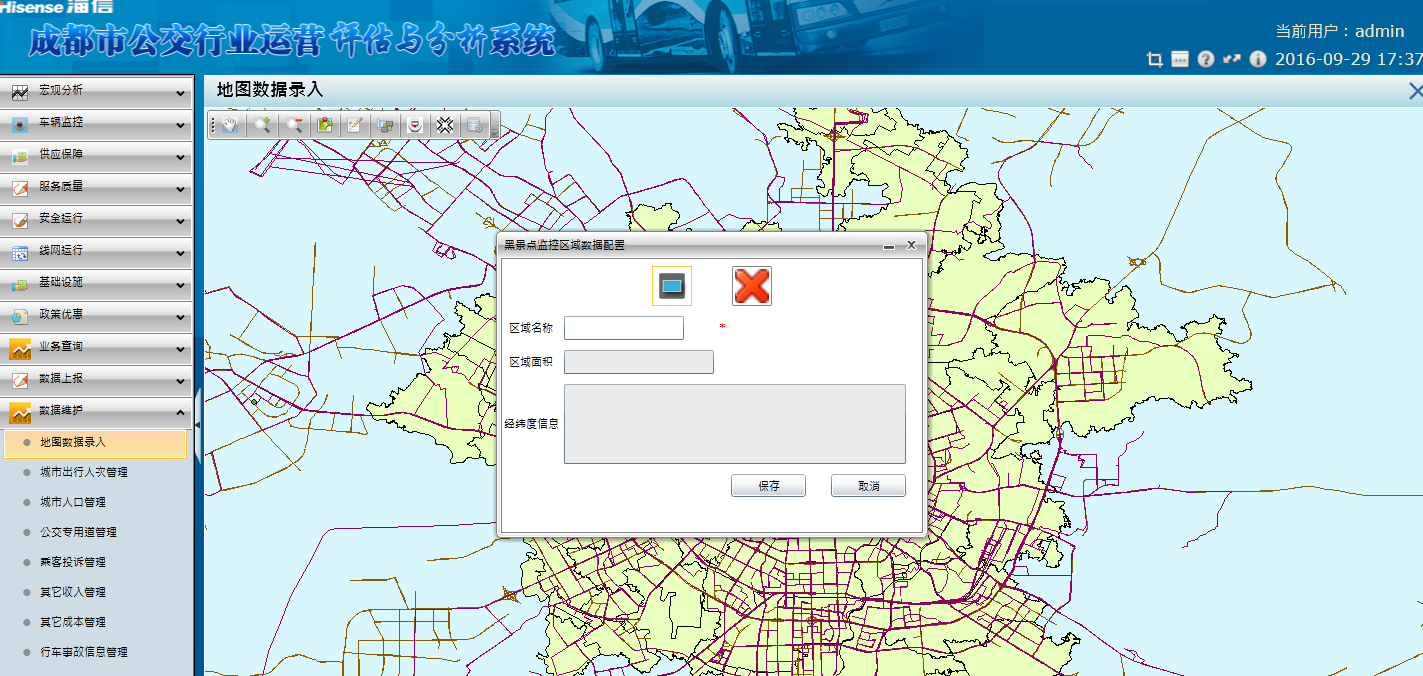 Hisense 海信
成都市公交行业运营评估与分析系统
当前用户：admin
2016-09-29 17:37
宏观分析
车辆监控
供应保障
服务质量
安全运行
线网运行
基础设施
政策优惠
业务查询
数据上报
数据维护
地图数据录入
城市出行人次管理
城市人口管理
公交专用道管理
乘客投诉管理
其它收入管理
其它成本管理
行车事故信息管理
地图数据录入
黑景点监控区域数据配置
区域名称
*
区域面积
经纬度信息
保存
取消